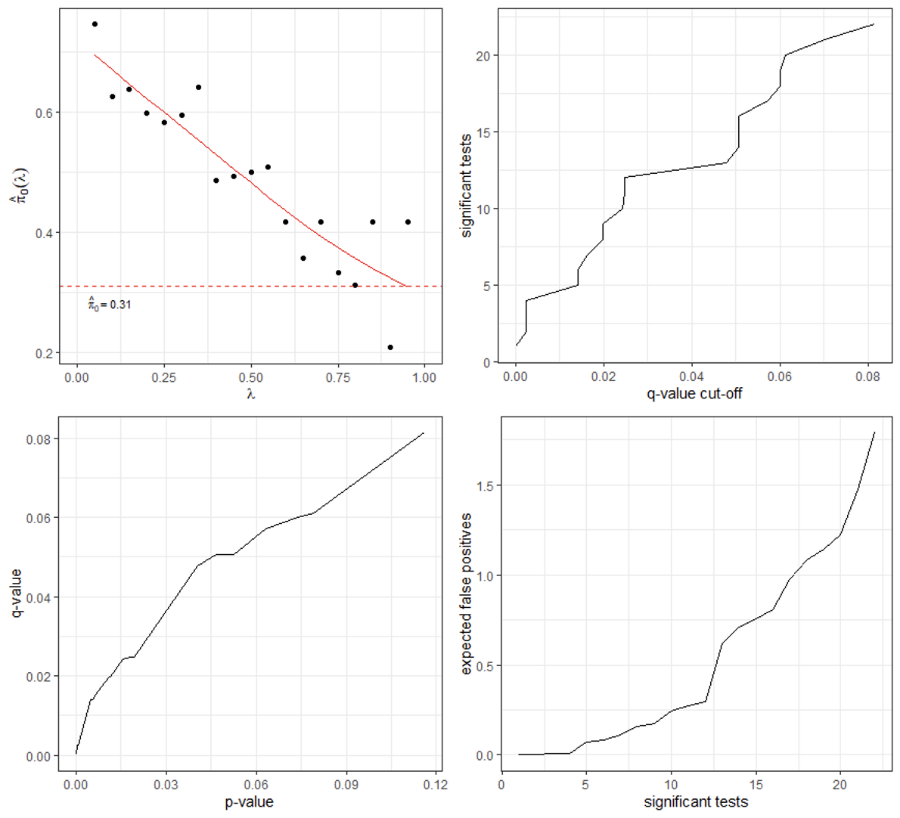 0.6
0.4
0.2
π̂₀(λ)
π̂₀ = 0.31
0.00 0.25 0.50 0.75 1.00
λ
20
15
10
5
0
significant tests
0.00 0.02 0.04 0.06 0.08
q-value cut-off
0.08
0.06
0.04
0.02
0.00
q-value
0.00 0.03 0.06 0.09 0.12
p-value
1.5
1.0
0.5
0.0
expected false positives
0 5 10 15 20
significant tests